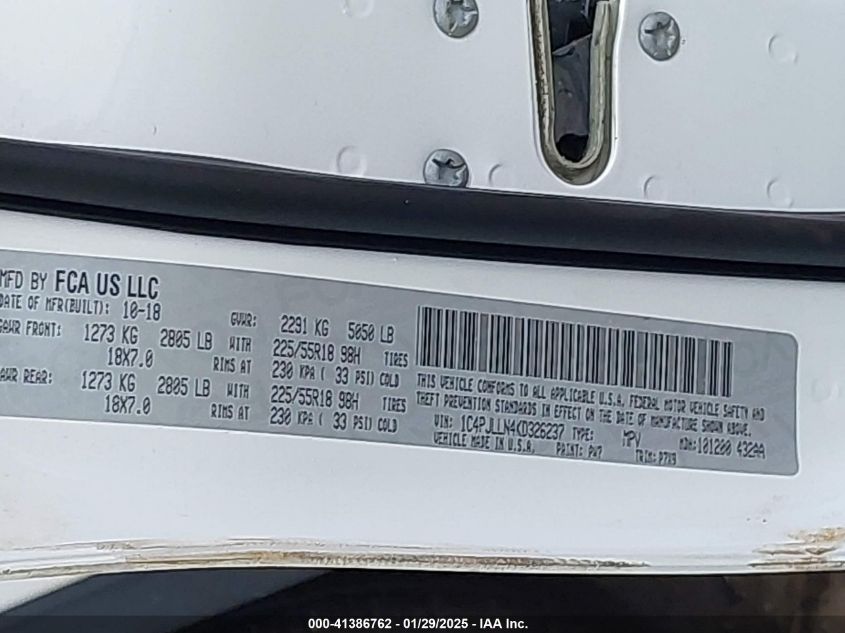 MFD BY FCA US LLC
DATE OF MFR(BUILT): 10-18 GVWR: 2291 KG 5050 LB
GAWR FRONT: 1273 KG 2805 LB WITH 225/55R18 98H TIRES
18X7.0 RIMS AT 230 KPA ( 33 PSI) COLD
GAWR REAR: 1273 KG 2805 LB WITH 225/55R18 98H TIRES
18X7.0 RIMS AT 230 KPA ( 33 PSI) COLD
THIS VEHICLE CONFORMS TO ALL APPLICABLE U.S.A. FEDERAL MOTOR VEHICLE SAFETY AND
THEFT PREVENTION STANDARDS IN EFFECT ON THE DATE OF MANUFACTURE SHOWN ABOVE.
VIN: 1C4PJLLN4KD326237 TYPE: MPV MDH: 101200 432AA
VEHICLE MADE IN U.S.A. PAINT: PW7 TRIM: P7X9
000-41386762 - 01/29/2025 - IAA Inc.